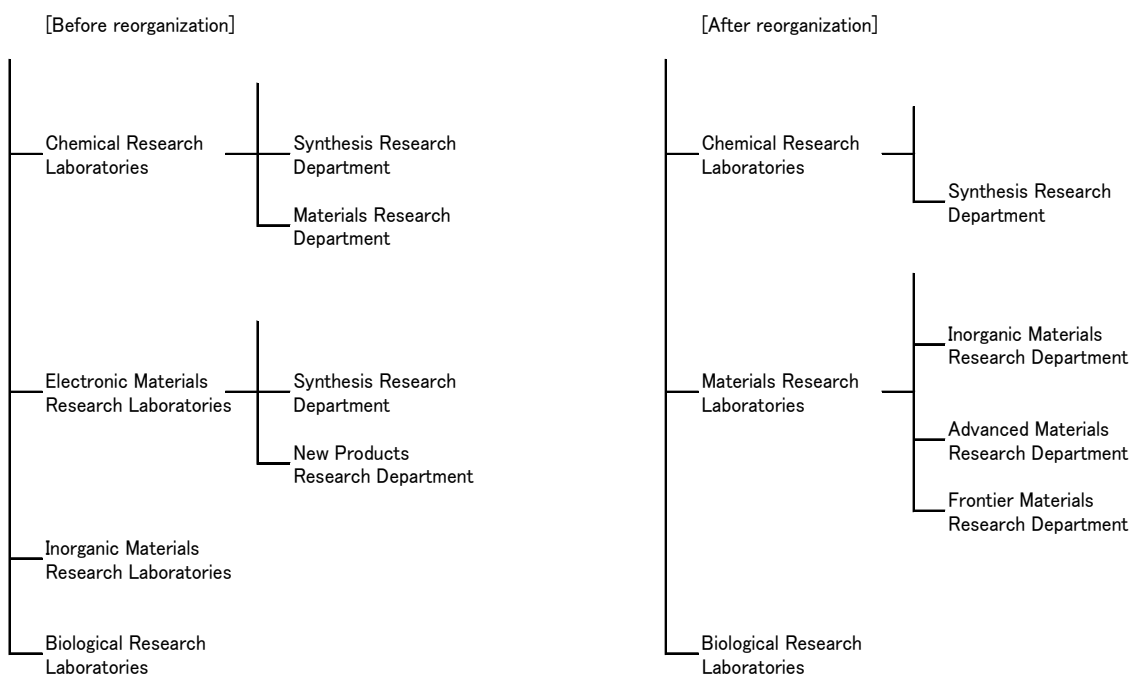 [Before reorganization]
Chemical Research
Laboratories
Synthesis Research
Department
Materials Research
Department
Electronic Materials
Research Laboratories
Synthesis Research
Department
New Products
Research Department
Inorganic Materials
Research Laboratories
Biological Research
Laboratories
[After reorganization]
Chemical Research
Laboratories
Synthesis Research
Department
Materials Research
Laboratories
Inorganic Materials
Research Department
Advanced Materials
Research Department
Frontier Materials
Research Department
Biological Research
Laboratories